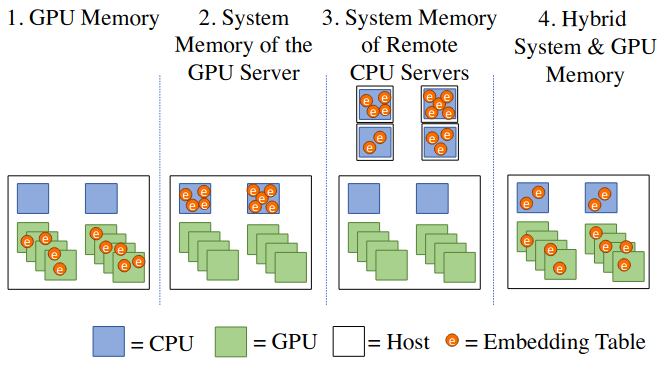 1. GPU Memory
2. System
Memory of the
GPU Server
3. System Memory
of Remote
CPU Servers
4. Hybrid
System & GPU
Memory
e e e e
e e e e e
e e
e e e
e e e e
e e e e e
e e
e e
e e e e
e e e e e
e e e
e e e e
= CPU
= GPU
= Host
e = Embedding Table